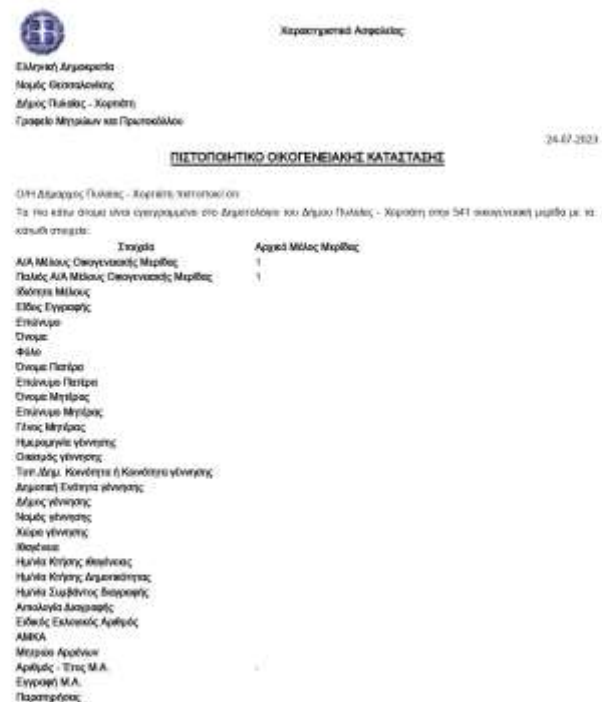 Χαρακτηριστικά Ασφαλείας:
Ελληνική Δημοκρατία
Νομός Θεσσαλονίκης
Δήμος Πυλαίας - Χορτιάτη
Γραφείο Μητρώων και Πρωτοκόλλου
24-07-2023
ΠΙΣΤΟΠΟΙΗΤΙΚΟ ΟΙΚΟΓΕΝΕΙΑΚΗΣ ΚΑΤΑΣΤΑΣΗΣ
Ο/Η Δήμαρχος Πυλαίας - Χορτιάτη πιστοποιεί ότι:
Τα πιο κάτω άτομα είναι εγγεγραμμένα στο Δημοτολόγιο του Δήμου Πυλαίας - Χορτιάτη στην 541 οικογενειακή μερίδα με τα
κάτωθι στοιχεία:
Στοιχεία Αρχικό Μέλος Μερίδας
Α/Α Μέλους Οικογενειακής Μερίδας 1
Παλιός Α/Α Μέλους Οικογενειακής Μερίδας 1
Ιδιότητα Μέλους
Είδος Εγγραφής
Επώνυμο
Όνομα
Φύλο
Όνομα Πατέρα
Επώνυμο Πατέρα
Όνομα Μητέρας
Επώνυμο Μητέρας
Γένος Μητέρας
Ημερομηνία γέννησης
Οικισμός γέννησης
Τοπ./Δημ. Κοινότητα ή Κοινότητα γέννησης
Δημοτική Ενότητα γέννησης
Δήμος γέννησης
Νομός γέννησης
Χώρα γέννησης
Ιθαγένεια
Ημ/νία Κτήσης Ιθαγένειας
Ημ/νία Κτήσης Δημοτικότητας
Ημ/νία Συμβάντος διαγραφής
Αιτιολογία Διαγραφής
Ειδικός Εκλογικός Αριθμός
ΑΜΚΑ
Μητρώο Αρρένων
Αριθμός - Έτος Μ.Α. -
Εγγραφή Μ.Α.
Παρατηρήσεις